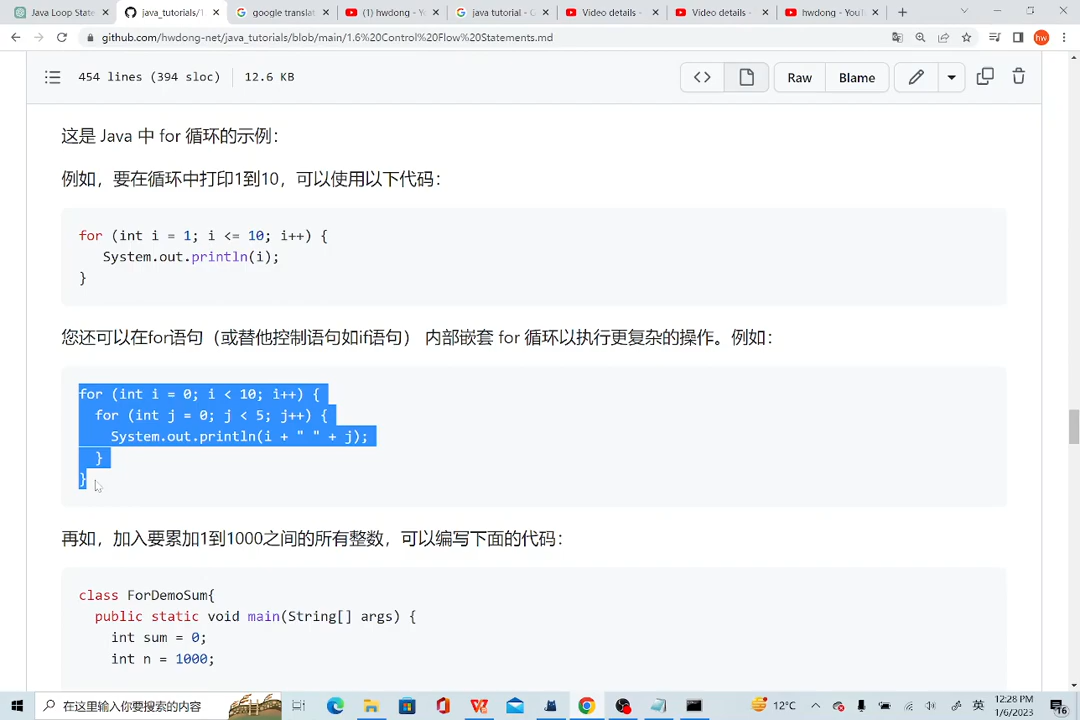 Java Loop State
java_tutorials/1
google translat
(1) hwdong - Yo
java tutorial - G
Video details -
Video details -
hwdong - You
github.com/hwdong-net/java_tutorials/blob/main/1.6%20Control%20Flow%20Statements.md
hw
454 lines (394 sloc)
12.6 KB
Raw
Blame
这是 Java 中 for 循环的示例：
例如，要在循环中打印1到10，可以使用以下代码：
for (int i = 1; i <= 10; i++) {
System.out.println(i);
}
您还可以在for语句（或替他控制语句如if语句） 内部嵌套 for 循环以执行更复杂的操作。例如：
for (int i = 0; i < 10; i++) {
for (int j = 0; j < 5; j++) {
System.out.println(i + " " + j);
}
}
再如，加入要累加1到1000之间的所有整数，可以编写下面的代码：
class ForDemoSum{
public static void main(String[] args) {
int sum = 0;
int n = 1000;
在这里输入你要搜索的内容
12°C
英
12:28 PM
1/6/2023
16